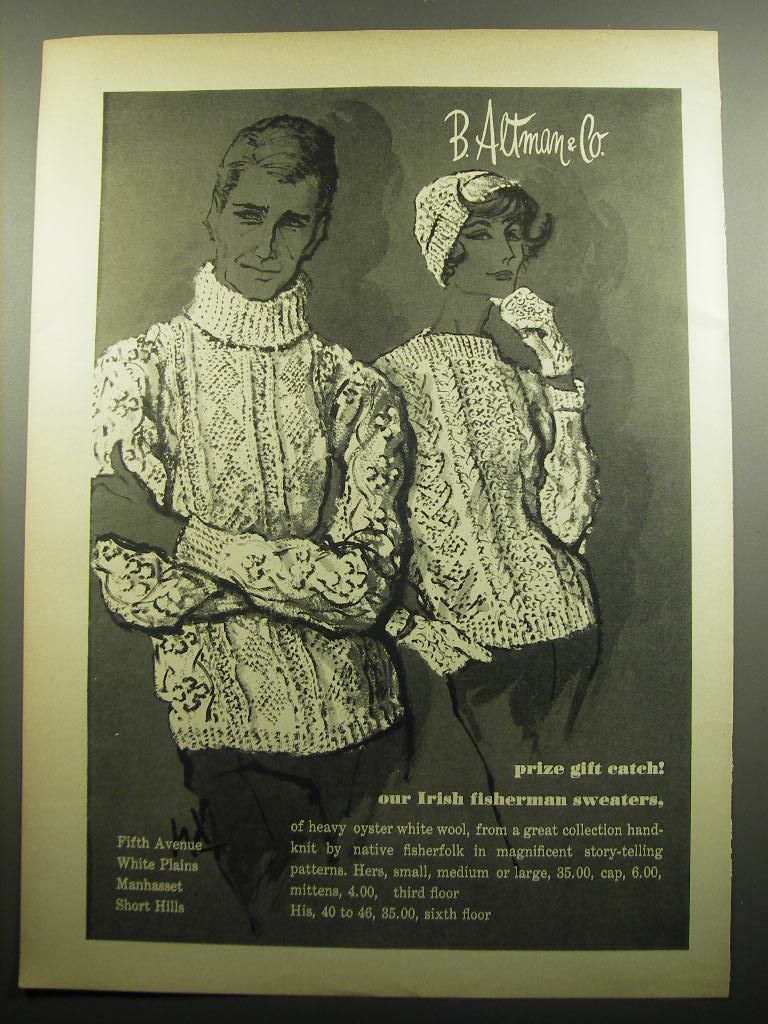 B. Altman & Co.
prize gift catch!
our Irish fisherman sweaters,
of heavy oyster white wool, from a great collection hand-
knit by native fisherfolk in magnificent story-telling
patterns. Hers, small, medium or large, 35.00, cap, 6.00,
mittens, 4.00, third floor
His, 40 to 46, 35.00, sixth floor
Fifth Avenue
White Plains
Manhasset
Short Hills